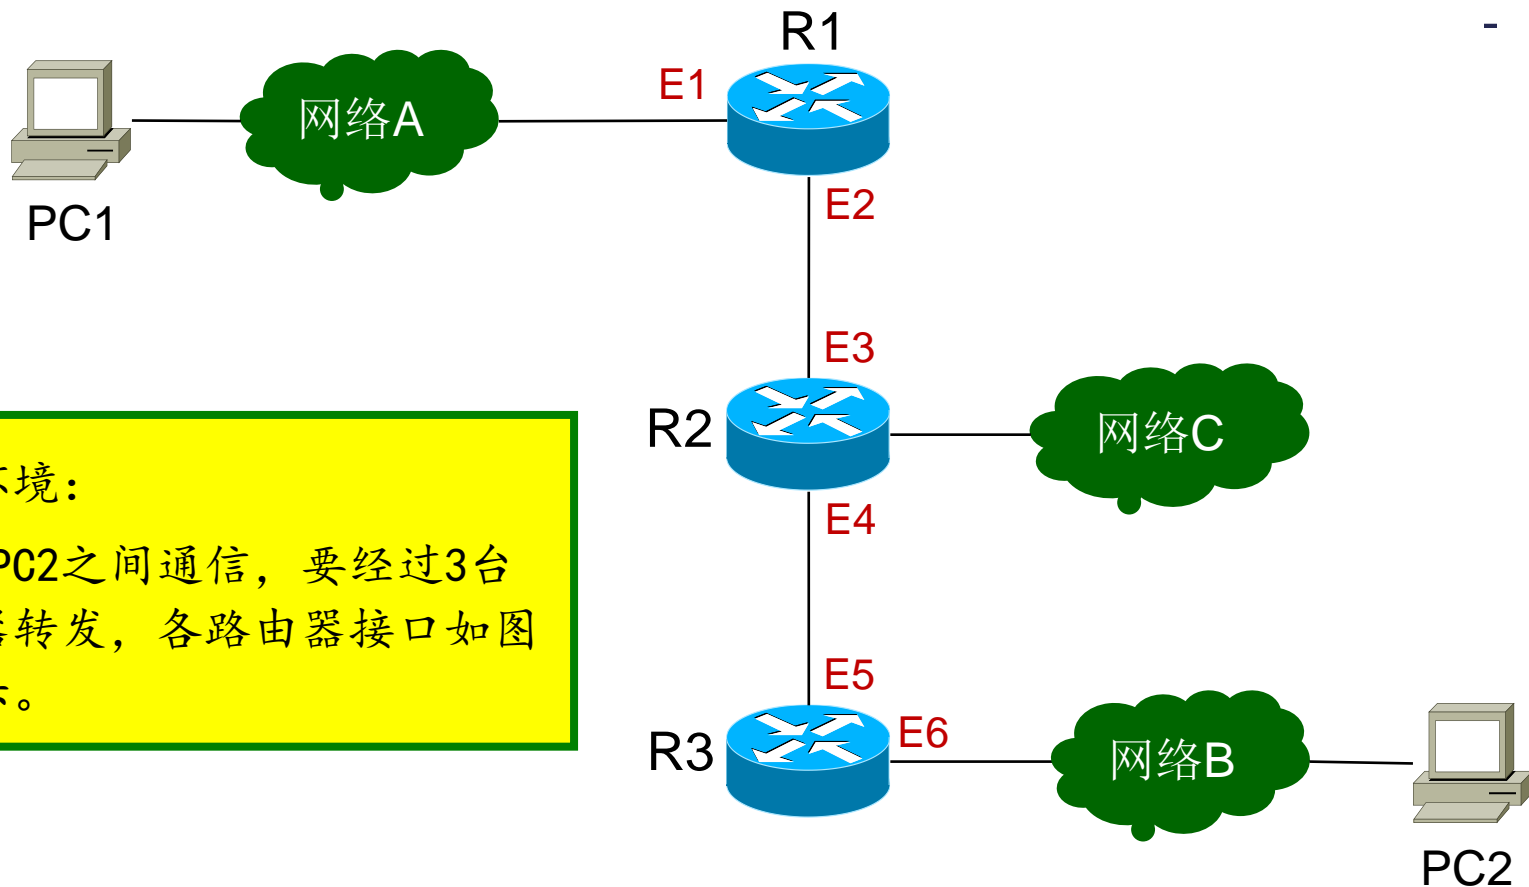 R1
E1
网络A
PC1
E2
E3
R2
网络C
境:
PC2之间通信，要经过3台
转发，各路由器接口如图
。
E4
E5
R3
E6
网络B
PC2